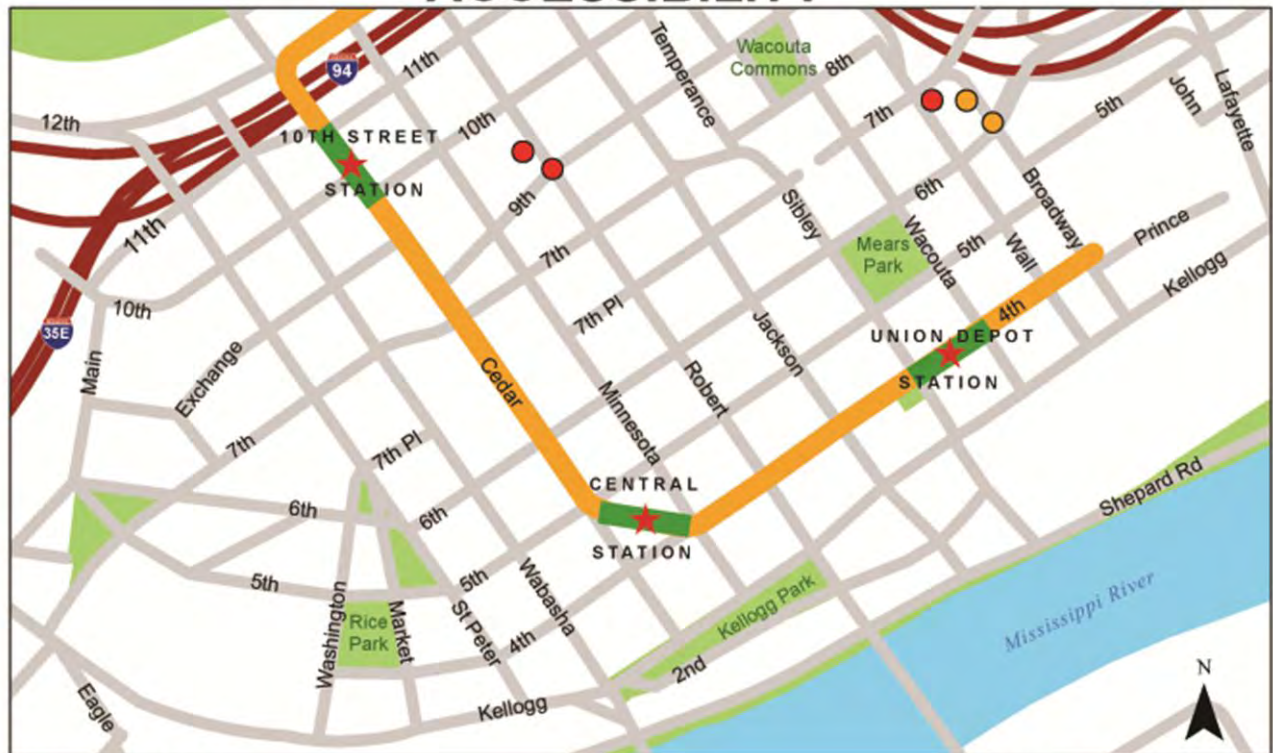 Temperance
Wacouta
Commons
8th
11th
94
12th
10th
7th
5th
John
Lafayette
10TH STREET
STATION
9th
6th
Broadway
Sibley
11th
7th
Mears
Park
Wacouta
5th
Wall
Prince
Kellogg
10th
7th Pl
4th
35E
Jackson
UNION DEPOT
STATION
Main
Exchange
Cedar
Robert
Minnesota
7th
7th Pl
CENTRAL
STATION
6th
6th
Shepard Rd
5th
5th
Wabasha
Kellogg Park
Mississippi River
Washington
Rice
Park
Market
St Peter
4th
2nd
Eagle
Kellogg
N